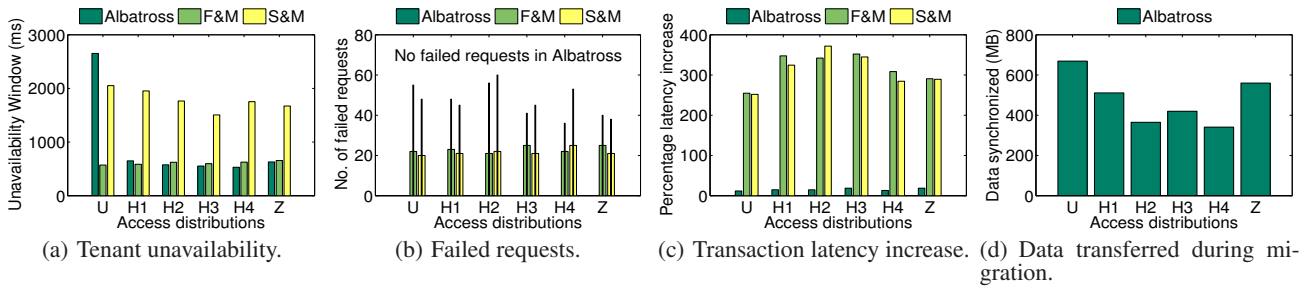 Albatross F&M S&M
3000
2000
1000
0
Unavailability Window (ms)
U H1 H2 H3 H4 Z
Access distributions
(a) Tenant unavailability.
Albatross F&M S&M
80
60
40
20
0
No. of failed requests
No failed requests in Albatross
U H1 H2 H3 H4 Z
Access distributions
(b) Failed requests.
Albatross F&M S&M
400
300
200
100
0
Percentage latency increase
U H1 H2 H3 H4 Z
Access distributions
(c) Transaction latency increase.
Albatross
800
600
400
200
0
Data synchronized (MB)
U H1 H2 H3 H4 Z
Access distributions
(d) Data transferred during mi-
gration.